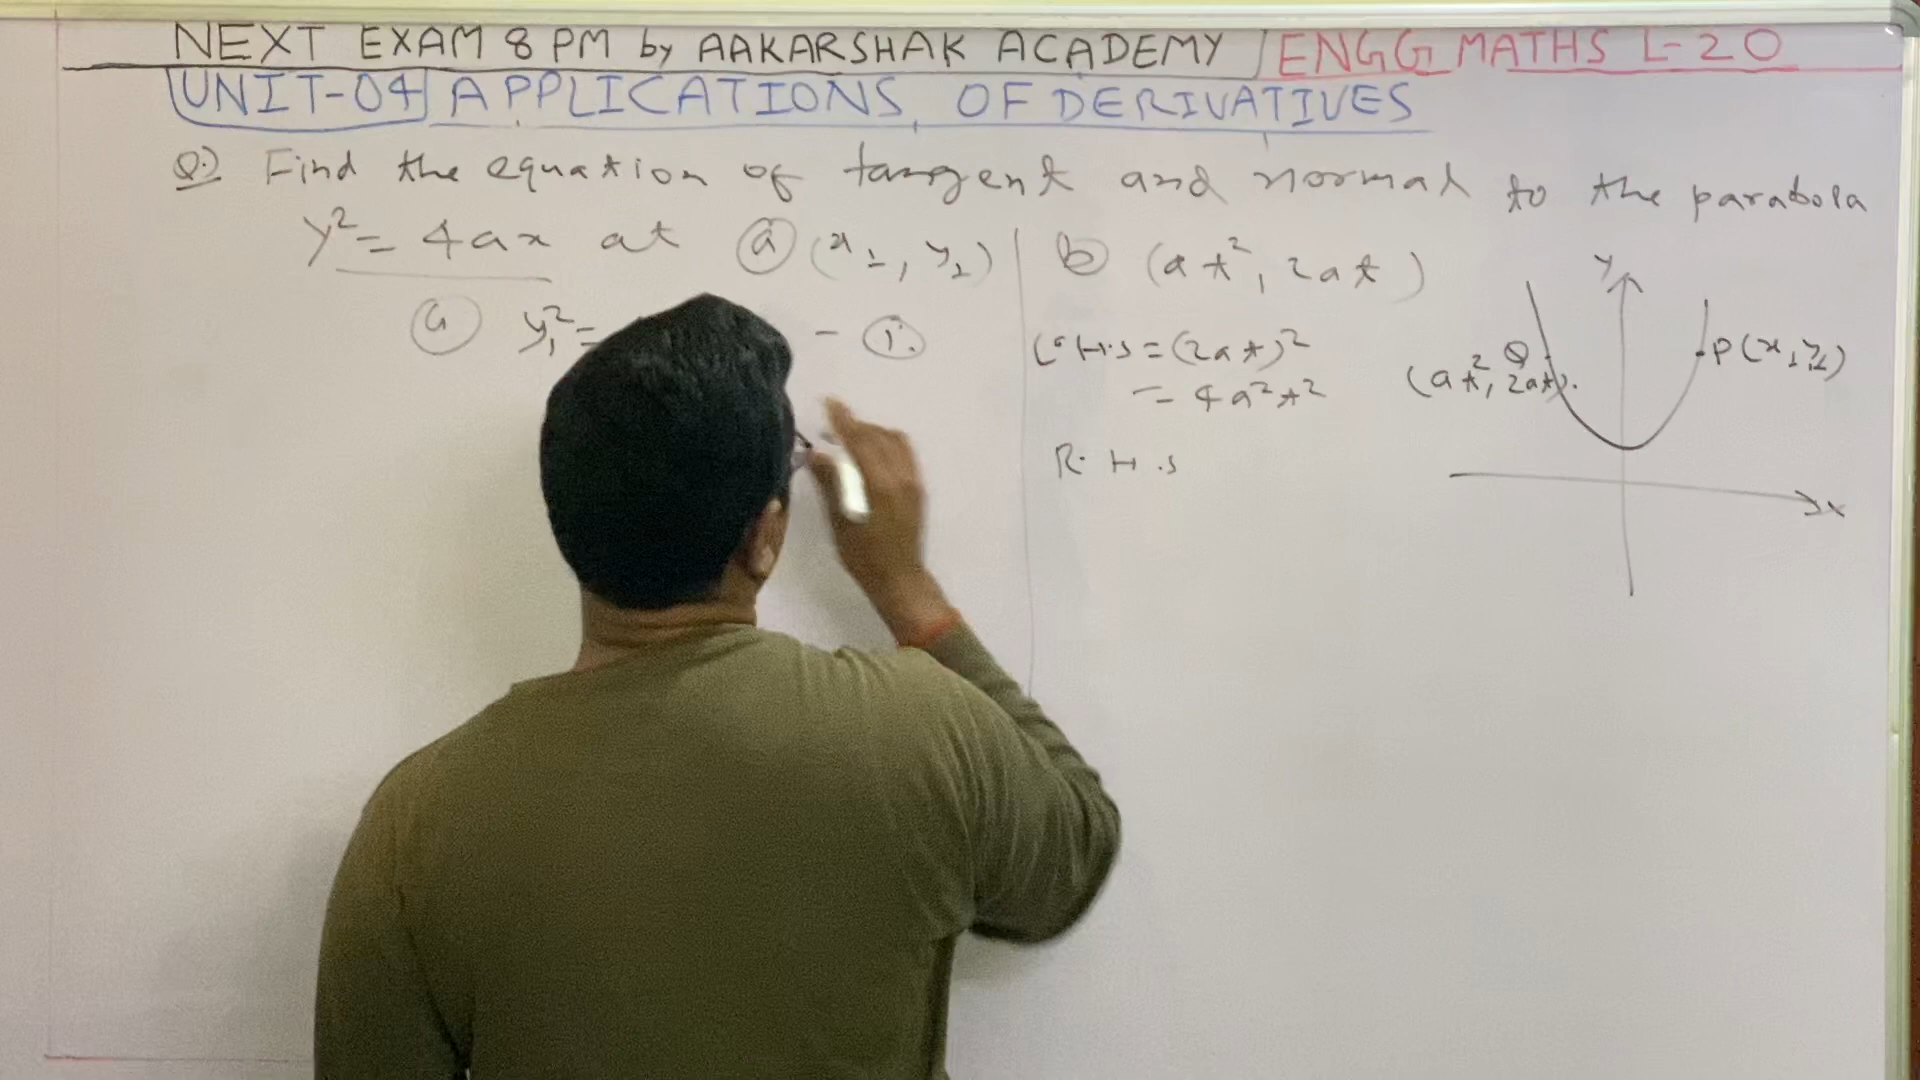 NEXT EXAM 8 PM by AAKARSHAK ACADEMY ENGG MATHS L-20
UNIT-04 APPLICATIONS OF DERIVATIVES
Q.) Find the equation of tangent and normal to the parabola
y² = 4ax at (a) (x₁, y₁) (b) (at², 2at)
(a) y₁² = - (1)
L.H.S = (2at)²
= 4a²t²
R.H.S
Y
Q
(at², 2at)
P(x₁, y₁)
X